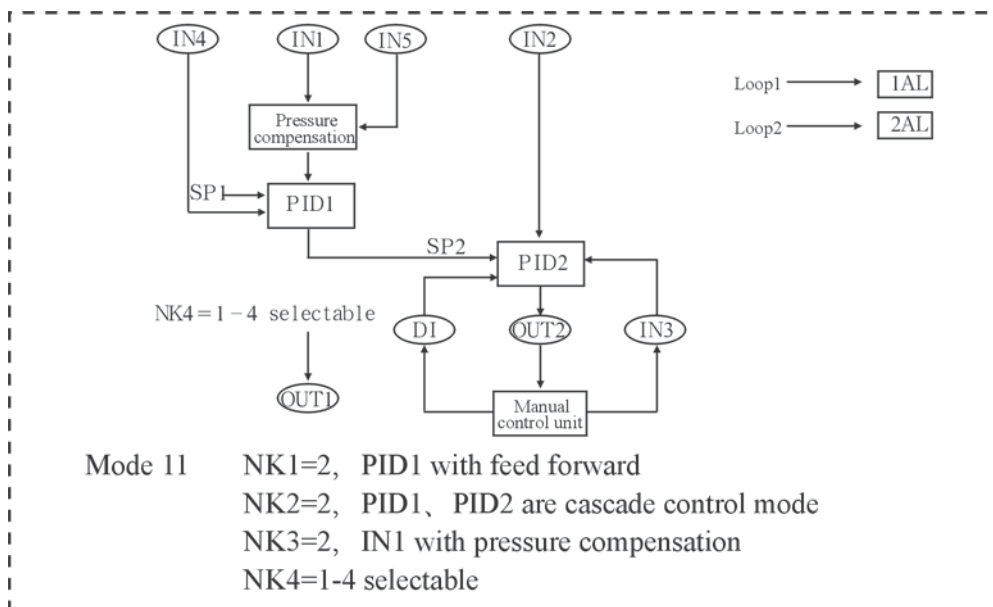 IN4
IN1
IN5
IN2
Loop1
1AL
Loop2
2AL
Pressure
compensation
SP1
PID1
SP2
PID2
NK4=1-4 selectable
DI
OUT2
IN3
OUT1
Manual
control unit
Mode 11 NK1=2, PID1 with feed forward
NK2=2, PID1、PID2 are cascade control mode
NK3=2, IN1 with pressure compensation
NK4=1-4 selectable